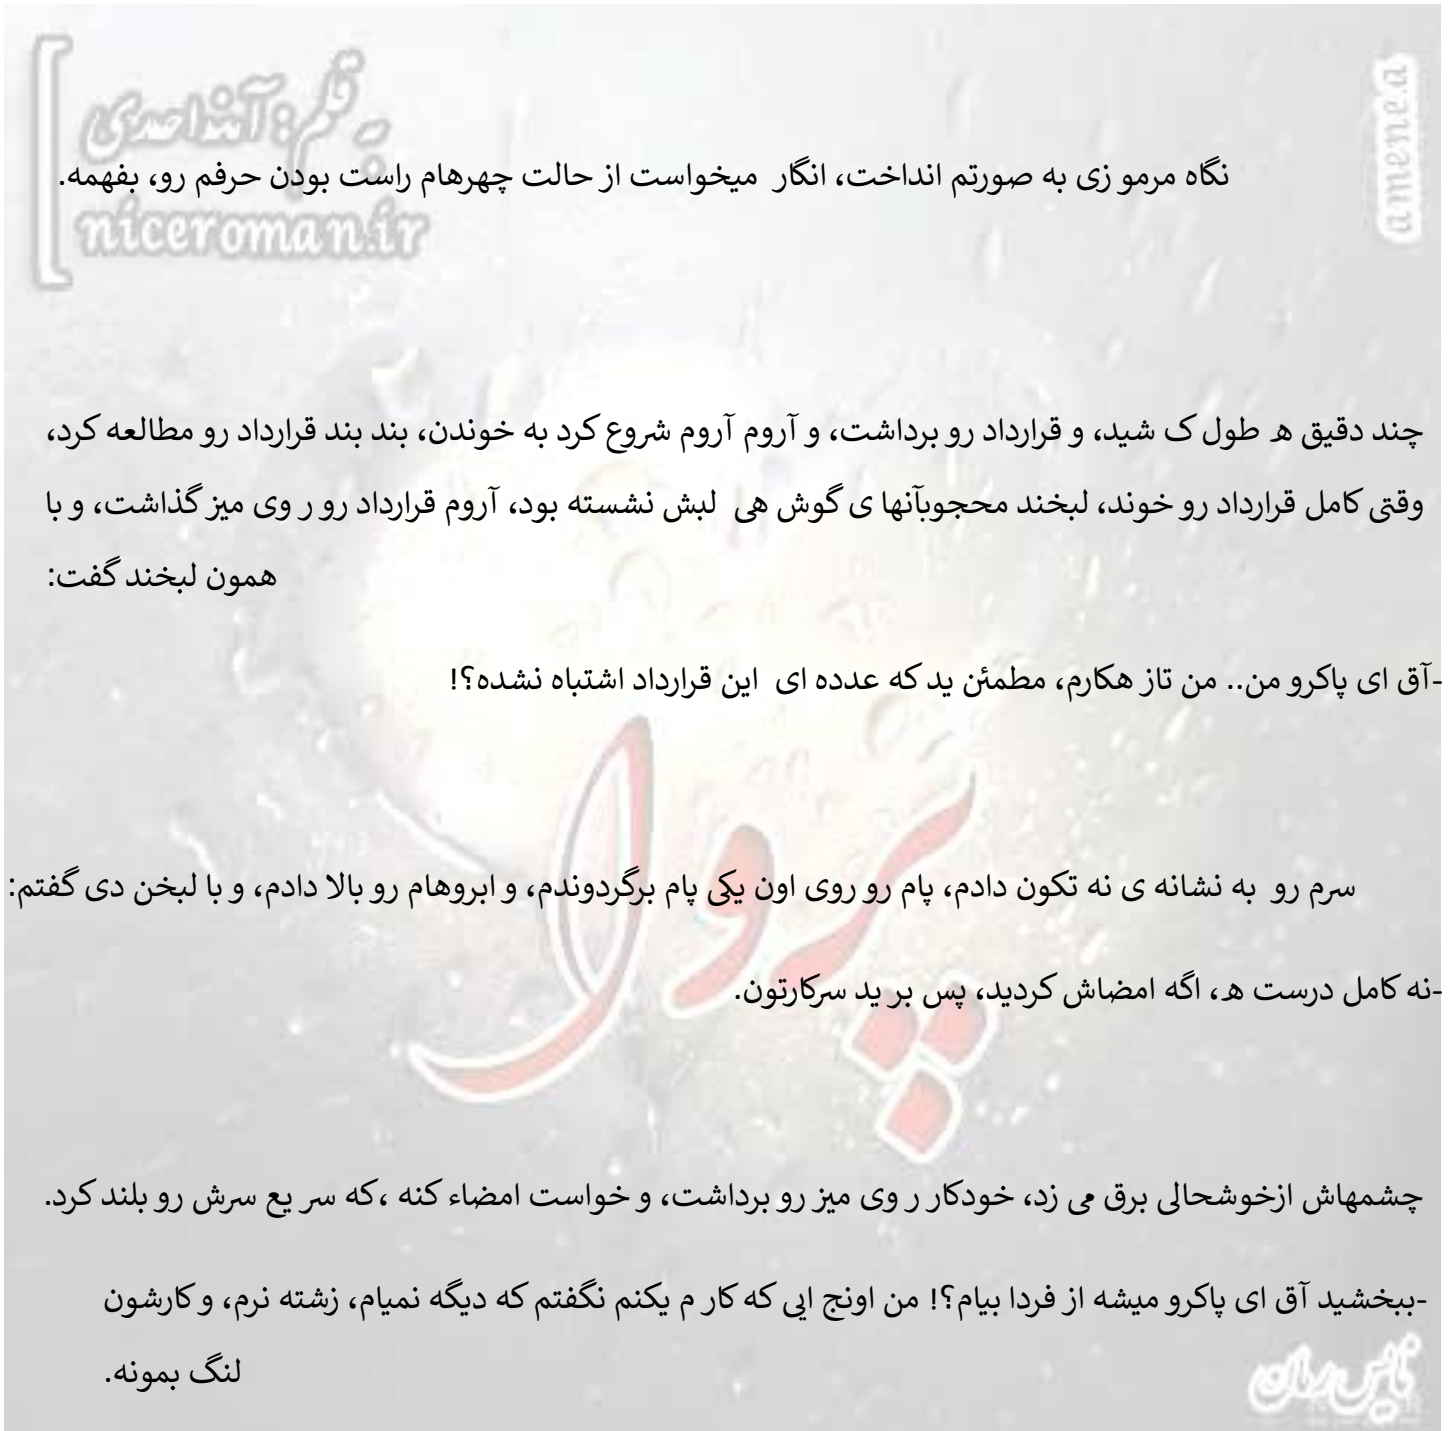 قلم: آمنه احمدی
niceroman.ir
amene.a
نگاه مرمو زی به صورتم انداخت، انگار میخواست از حالت چهرهام راست بودن حرفم رو، بفهمه.
چند دقیق ه طول ک شید، و قرارداد رو برداشت، و آروم آروم شروع کرد به خوندن، بند بند قرارداد رو مطالعه کرد،
وقتی کامل قرارداد رو خوند، لبخند محجوبآنها ی گوش هی لبش نشسته بود، آروم قرارداد رو ر وی میز گذاشت، و با
همون لبخند گفت:
-آق ای پاکرو من.. من تاز هکارم، مطمئن ید که عدده ای این قرارداد اشتباه نشده؟!
سرم رو به نشانه ی نه تکون دادم، پام رو روی اون یکی پام برگردوندم، و ابروهام رو بالا دادم، و با لبخن دی گفتم:
-نه کامل درست ه، اگه امضاش کردید، پس بر ید سرکارتون.
پروا
چشمهاش ازخوشحالی برق می زد، خودکار ر وی میز رو برداشت، و خواست امضاء کنه ،که سر یع سرش رو بلند کرد.
-ببخشید آق ای پاکرو میشه از فردا بیام؟! من اونج ایی که کار م یکنم نگفتم که دیگه نمیام، زشته نرم، و کارشون
لنگ بمونه.
نایس رمان